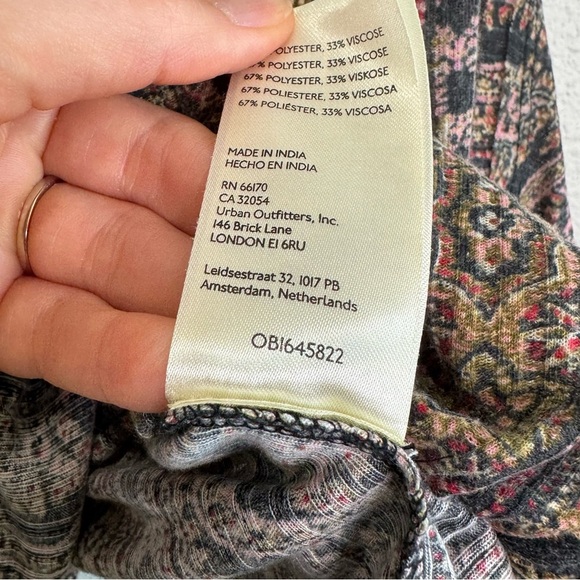 POLYESTER, 33% VISCOSE
POLYESTER, 33% VISCOSE
67% POLYESTER, 33% VISKOSE
67% POLIESTERE, 33% VISCOSA
67% POLIÉSTER, 33% VISCOSA
MADE IN INDIA
HECHO EN INDIA
RN 66170
CA 32054
Urban Outfitters, Inc.
146 Brick Lane
LONDON E1 6RU
Leidsestraat 32, 1017 PB
Amsterdam, Netherlands
OB1645822